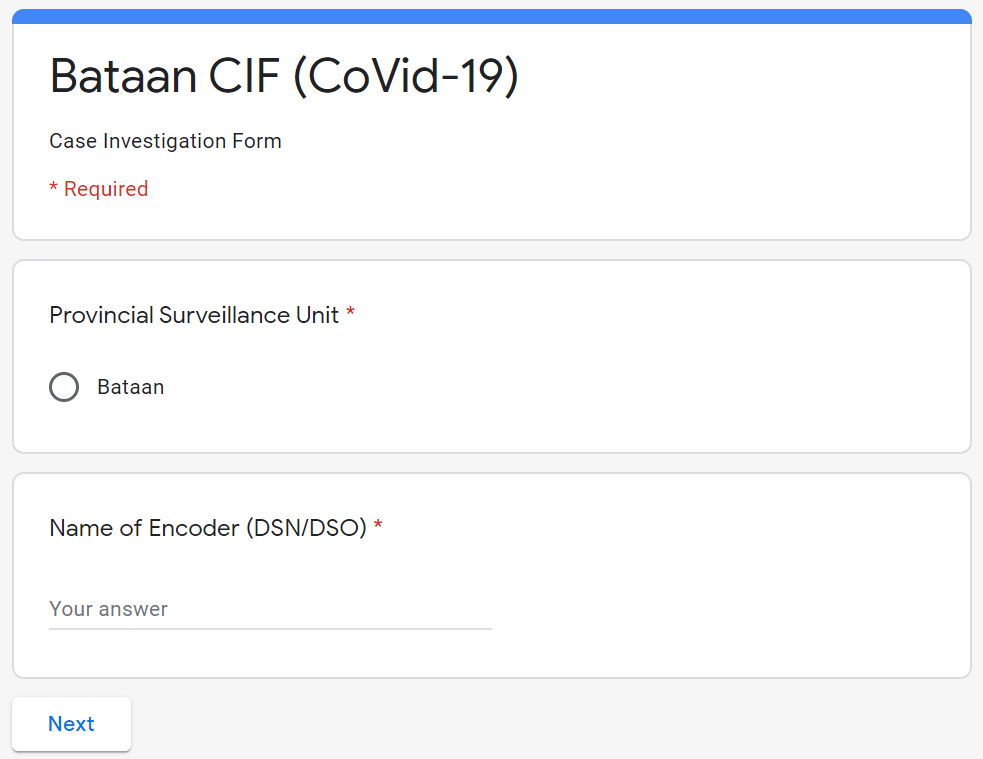 Bataan CIF (CoVid-19)
Case Investigation Form
* Required
Provincial Surveillance Unit *
Bataan
Name of Encoder (DSN/DSO) *
Your answer
Next